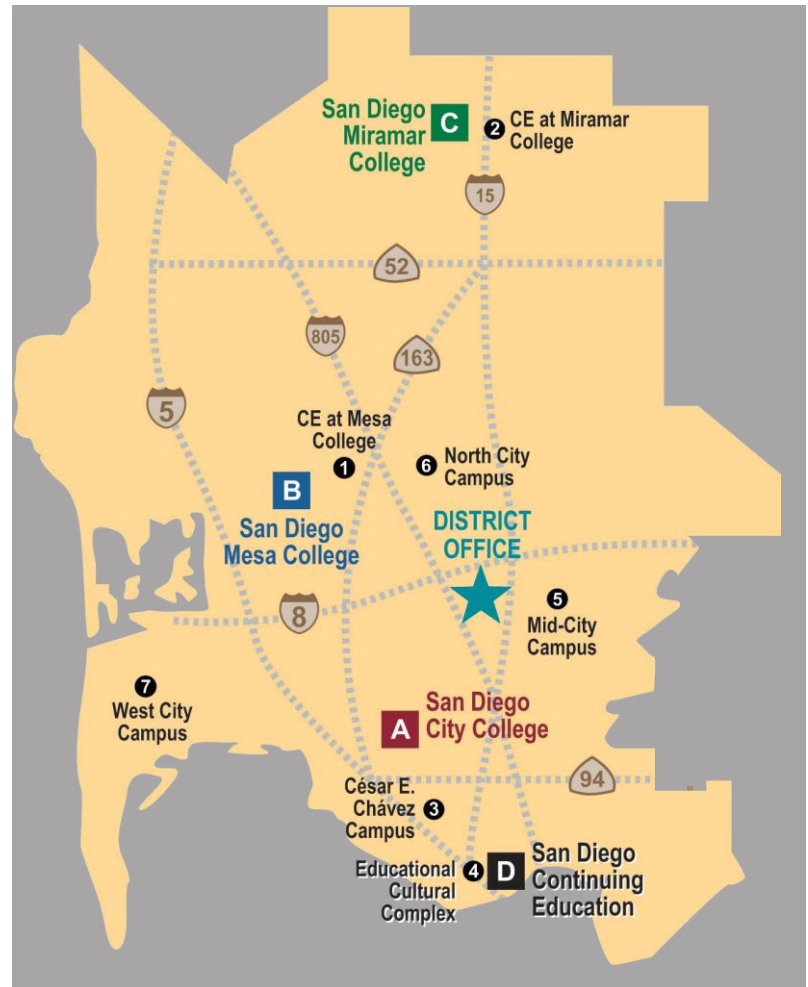 San Diego
Miramar
College
C
2
CE at Miramar
College
15
52
805
163
5
CE at Mesa
College
1
6
North City
Campus
B
San Diego
Mesa College
DISTRICT
OFFICE
8
5
Mid-City
Campus
7
West City
Campus
A
San Diego
City College
94
César E.
Chávez
Campus
3
Educational
Cultural
Complex
4
D
San Diego
Continuing
Education